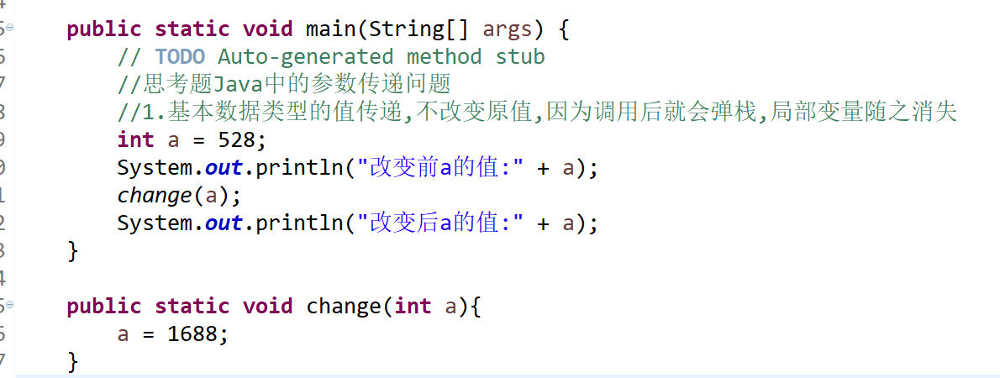 public static void main(String[] args) {
// TODO Auto-generated method stub
//思考题Java中的参数传递问题
//1.基本数据类型的值传递,不改变原值,因为调用后就会弹栈,局部变量随之消失
int a = 528;
System.out.println("改变前a的值:" + a);
change(a);
System.out.println("改变后a的值:" + a);
}
public static void change(int a){
a = 1688;
}